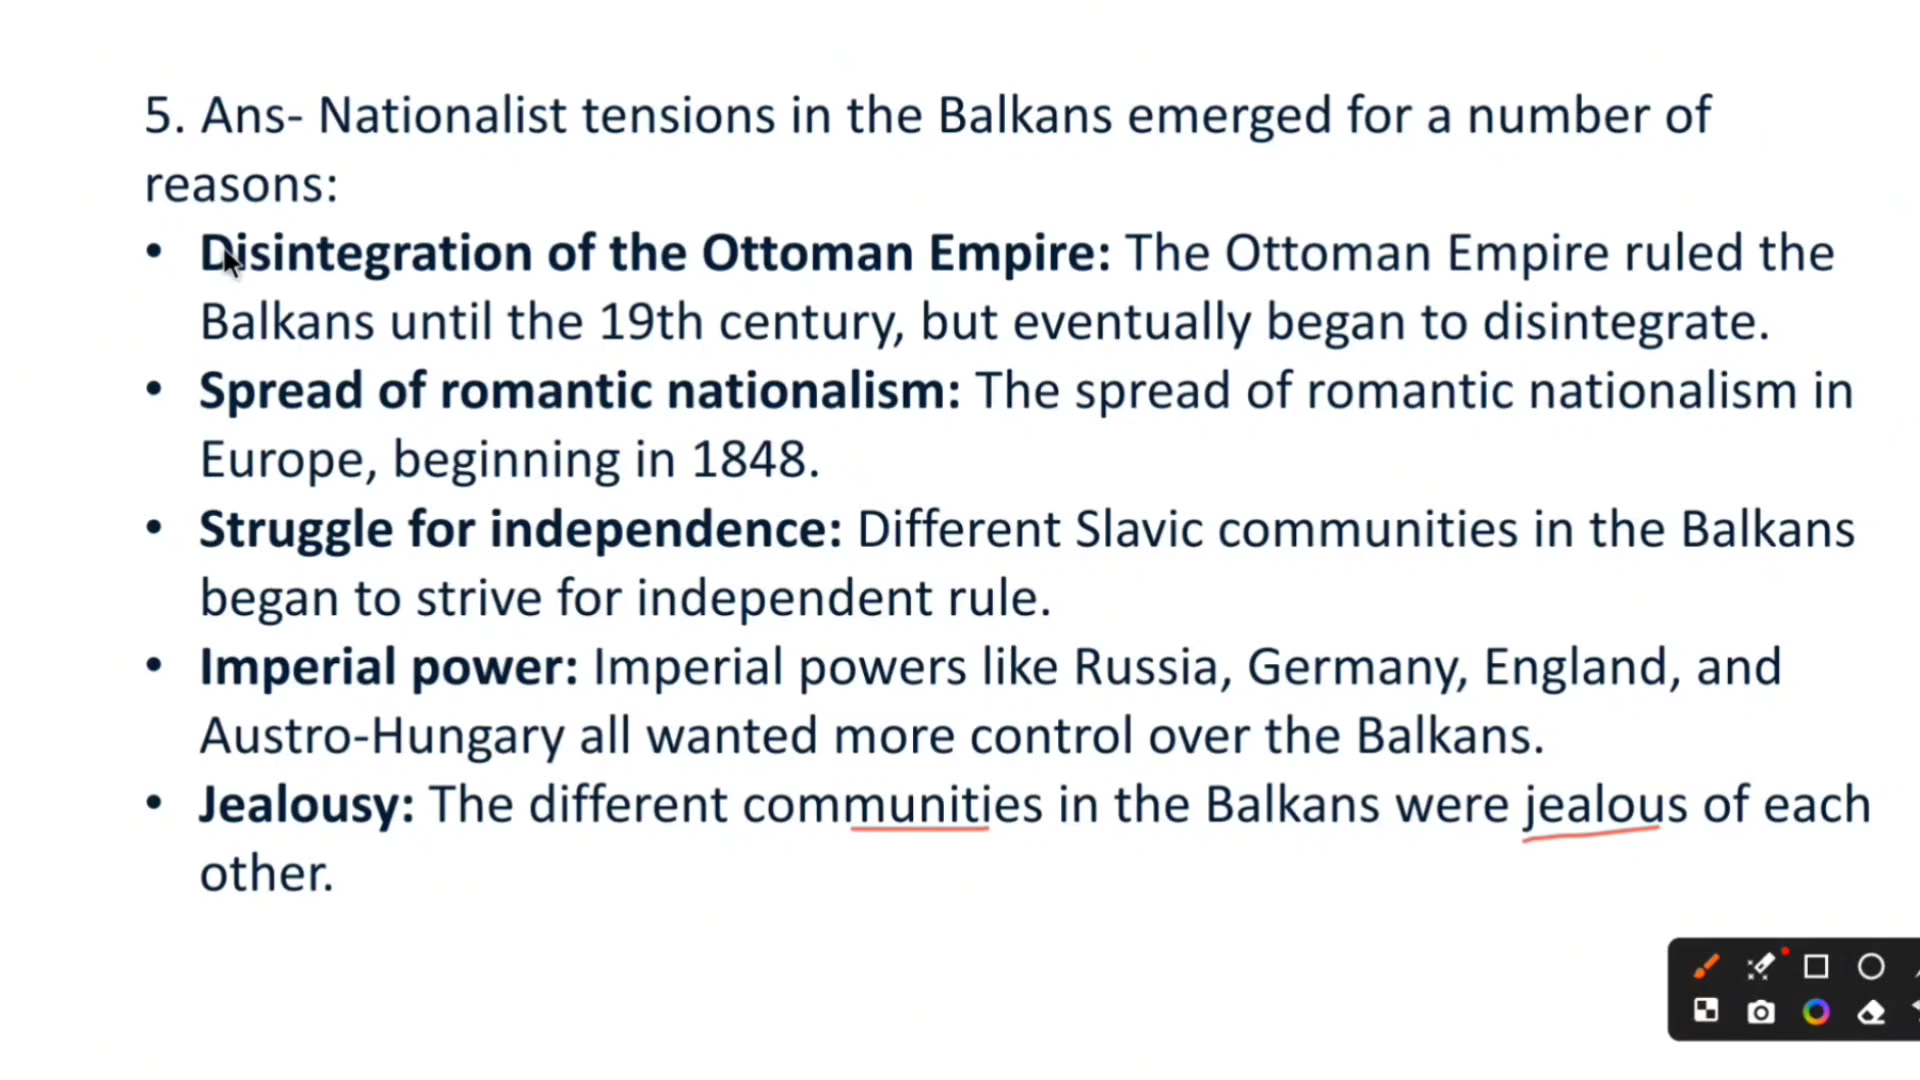 5. Ans- Nationalist tensions in the Balkans emerged for a number of
reasons:
• Disintegration of the Ottoman Empire: The Ottoman Empire ruled the
Balkans until the 19th century, but eventually began to disintegrate.
• Spread of romantic nationalism: The spread of romantic nationalism in
Europe, beginning in 1848.
• Struggle for independence: Different Slavic communities in the Balkans
began to strive for independent rule.
• Imperial power: Imperial powers like Russia, Germany, England, and
Austro-Hungary all wanted more control over the Balkans.
• Jealousy: The different communities in the Balkans were jealous of each
other.